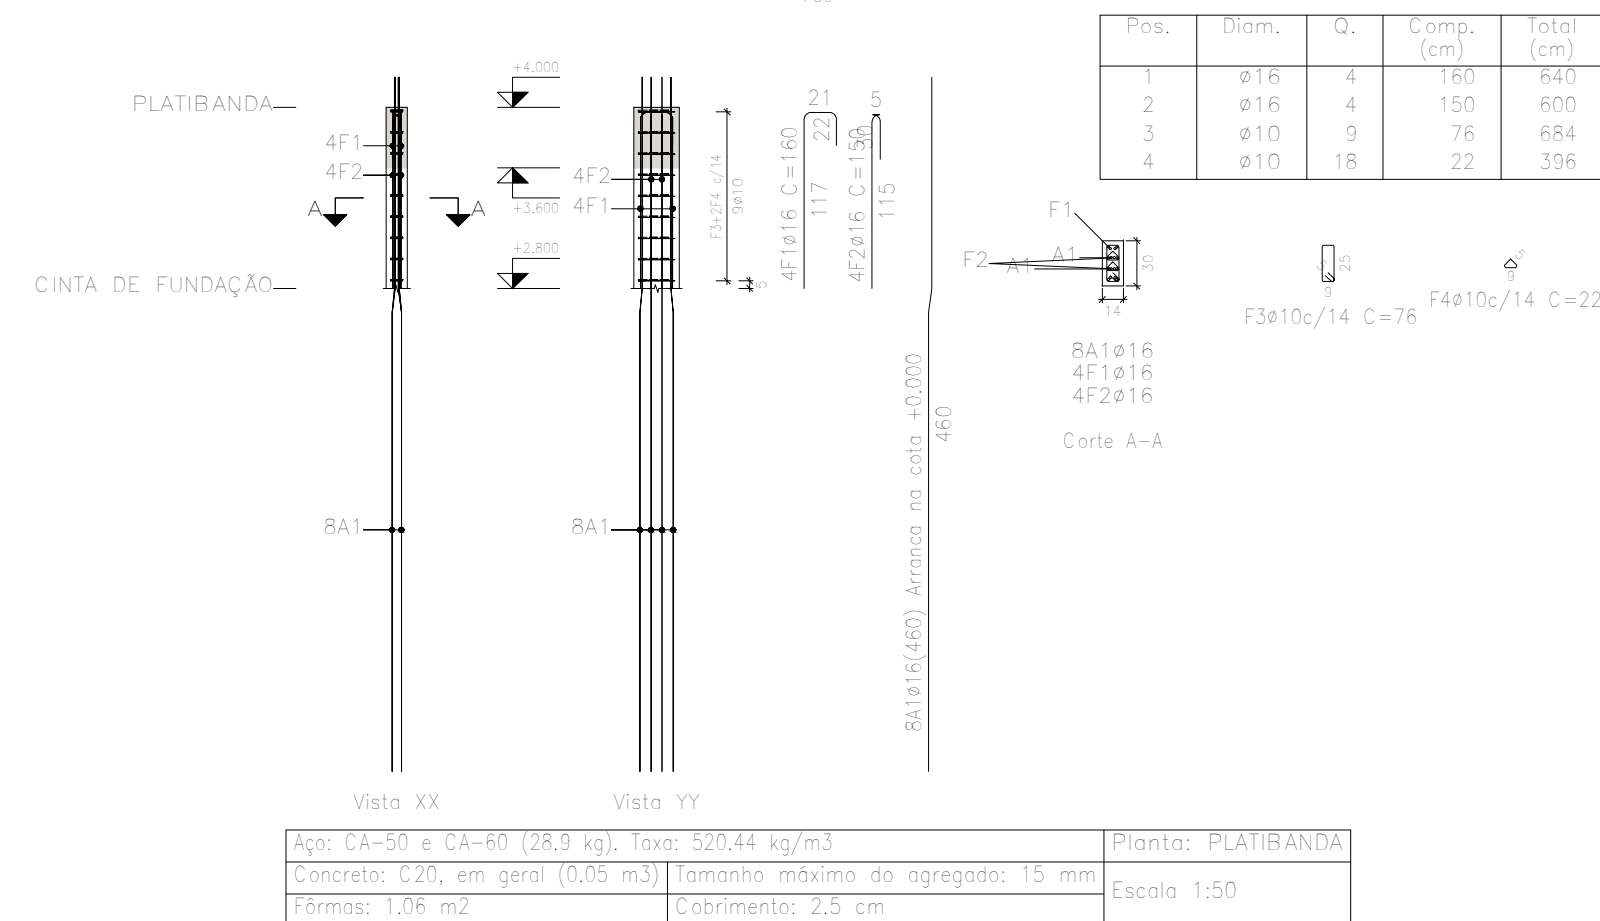 Pos. Diam. Q. Comp. (cm) Total (cm)
1 ø16 4 160 640
2 ø16 4 150 600
3 ø10 9 76 684
4 ø10 18 22 396
PLATIBANDA
CINTA DE FUNDAÇÃO
4F1
4F2
A
A
8A1
Vista XX
+4.000
+3.600
+2.800
4F2
4F1
8A1
Vista YY
F3+2F4 c/14
9ø10
5
21
22
4F1ø16 C=160
117
5
30
4F2ø16 C=150
115
8A1ø16(460) Arranca na cota +0.000
460
F1
F2
A1
A1
30
14
8A1ø16
4F1ø16
4F2ø16
Corte A-A
5
25
9
F3ø10c/14 C=76
5
9
F4ø10c/14 C=22
Aço: CA-50 e CA-60 (28.9 kg). Taxa: 520.44 kg/m3
Planta: PLATIBANDA
Concreto: C20, em geral (0.05 m3)
Tamanho máximo do agregado: 15 mm
Escala 1:50
Fôrmas: 1.06 m2
Cobrimento: 2.5 cm